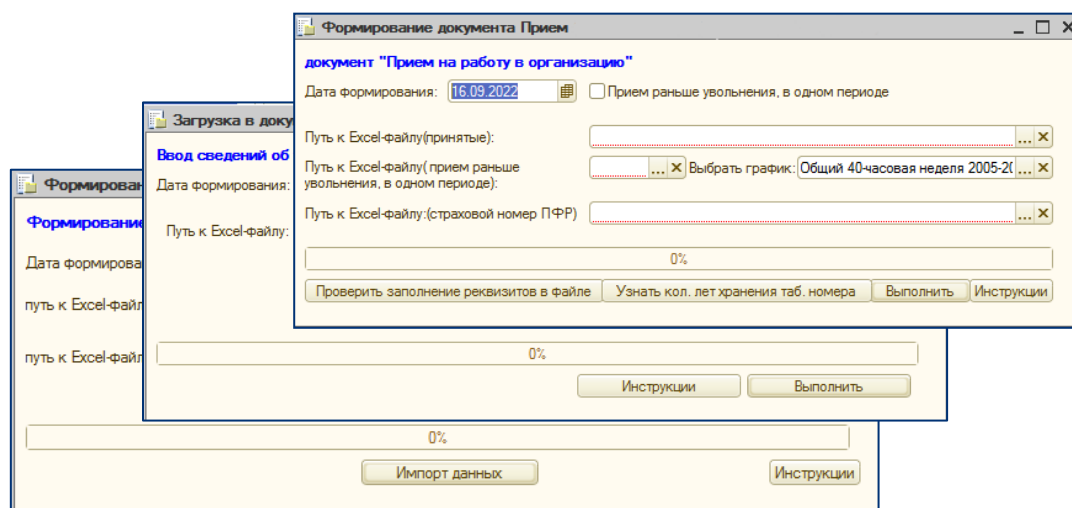 Формирование документа Прием
документ "Прием на работу в организацию"
Дата формирования: 16.09.2022 Прием раньше увольнения, в одном периоде
Путь к Excel-файлу(принятые): ...
Путь к Excel-файлу( прием раньше
увольнения, в одном периоде): ... Выбрать график: Общий 40-часовая неделя 2005-20 ...
Путь к Excel-файлу:(страховой номер ПФР) ...
0%
Проверить заполнение реквизитов в файле Узнать кол. лет хранения таб. номера Выполнить Инструкции
Загрузка в доку
Ввод сведений об
Дата формирования:
Путь к Excel-файлу:
0%
Инструкции Выполнить
Формирован
Формирование
Дата формирова
путь к Excel-файл
путь к Excel-файл
0%
Импорт данных Инструкции